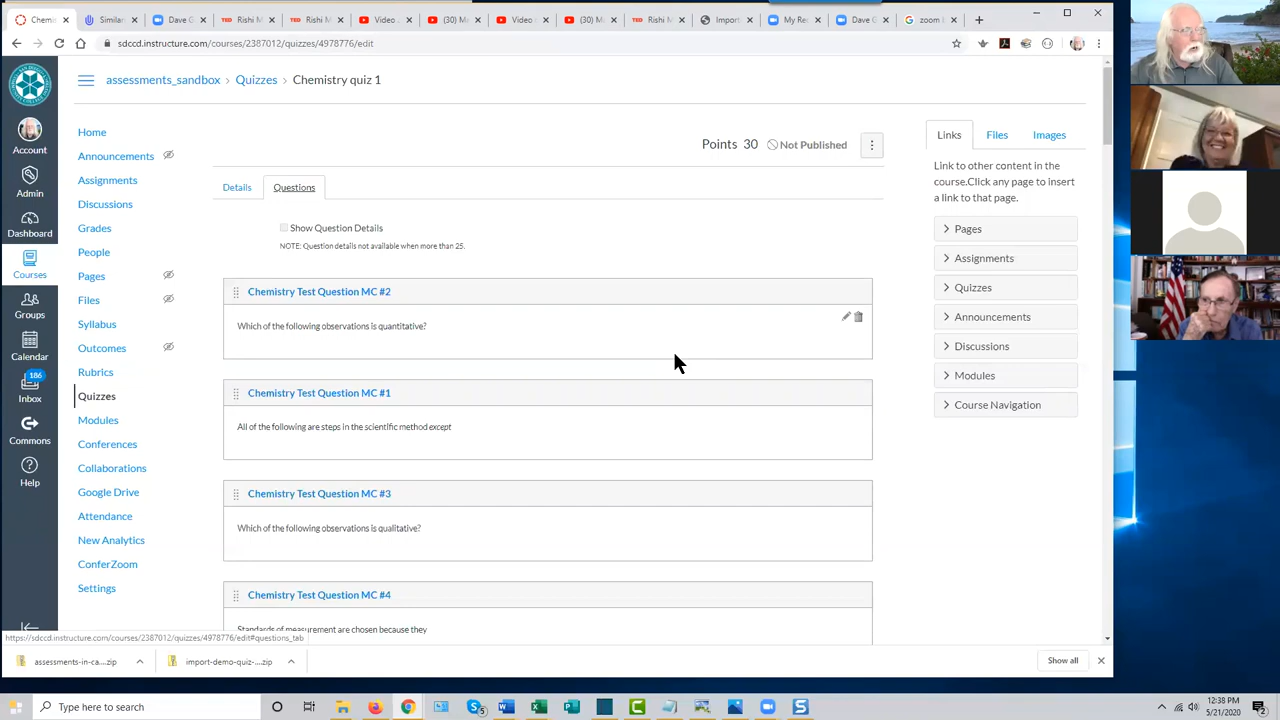 Chemi
Similar
Dave G
TED Rishi M
TED Rishi M
Video
(30) M
Video
(30) M
TED Rishi M
Import
My Rec
Dave G
zoom l
sdccd.instructure.com/courses/2387012/quizzes/4978776/edit
assessments_sandbox > Quizzes > Chemistry quiz 1
Account
Admin
Dashboard
Courses
Groups
Calendar
186
Inbox
Commons
Help
Home
Announcements
Assignments
Discussions
Grades
People
Pages
Files
Syllabus
Outcomes
Rubrics
Quizzes
Modules
Conferences
Collaborations
Google Drive
Attendance
New Analytics
ConferZoom
Settings
Points 30 Not Published
Details Questions
Show Question Details
NOTE: Question details not available when more than 25.
Chemistry Test Question MC #2
Which of the following observations is quantitative?
Chemistry Test Question MC #1
All of the following are steps in the scientific method except
Chemistry Test Question MC #3
Which of the following observations is qualitative?
Chemistry Test Question MC #4
Standards of measurement are chosen because they
Links Files Images
Link to other content in the
course.Click any page to insert
a link to that page.
Pages
Assignments
Quizzes
Announcements
Discussions
Modules
Course Navigation
https://sdccd.instructure.com/courses/2387012/quizzes/4978776/edit#questions_tab
assessments-in-ca....zip
import-demo-quiz-....zip
Show all
Type here to search
5
12:38 PM
5/21/2020
2